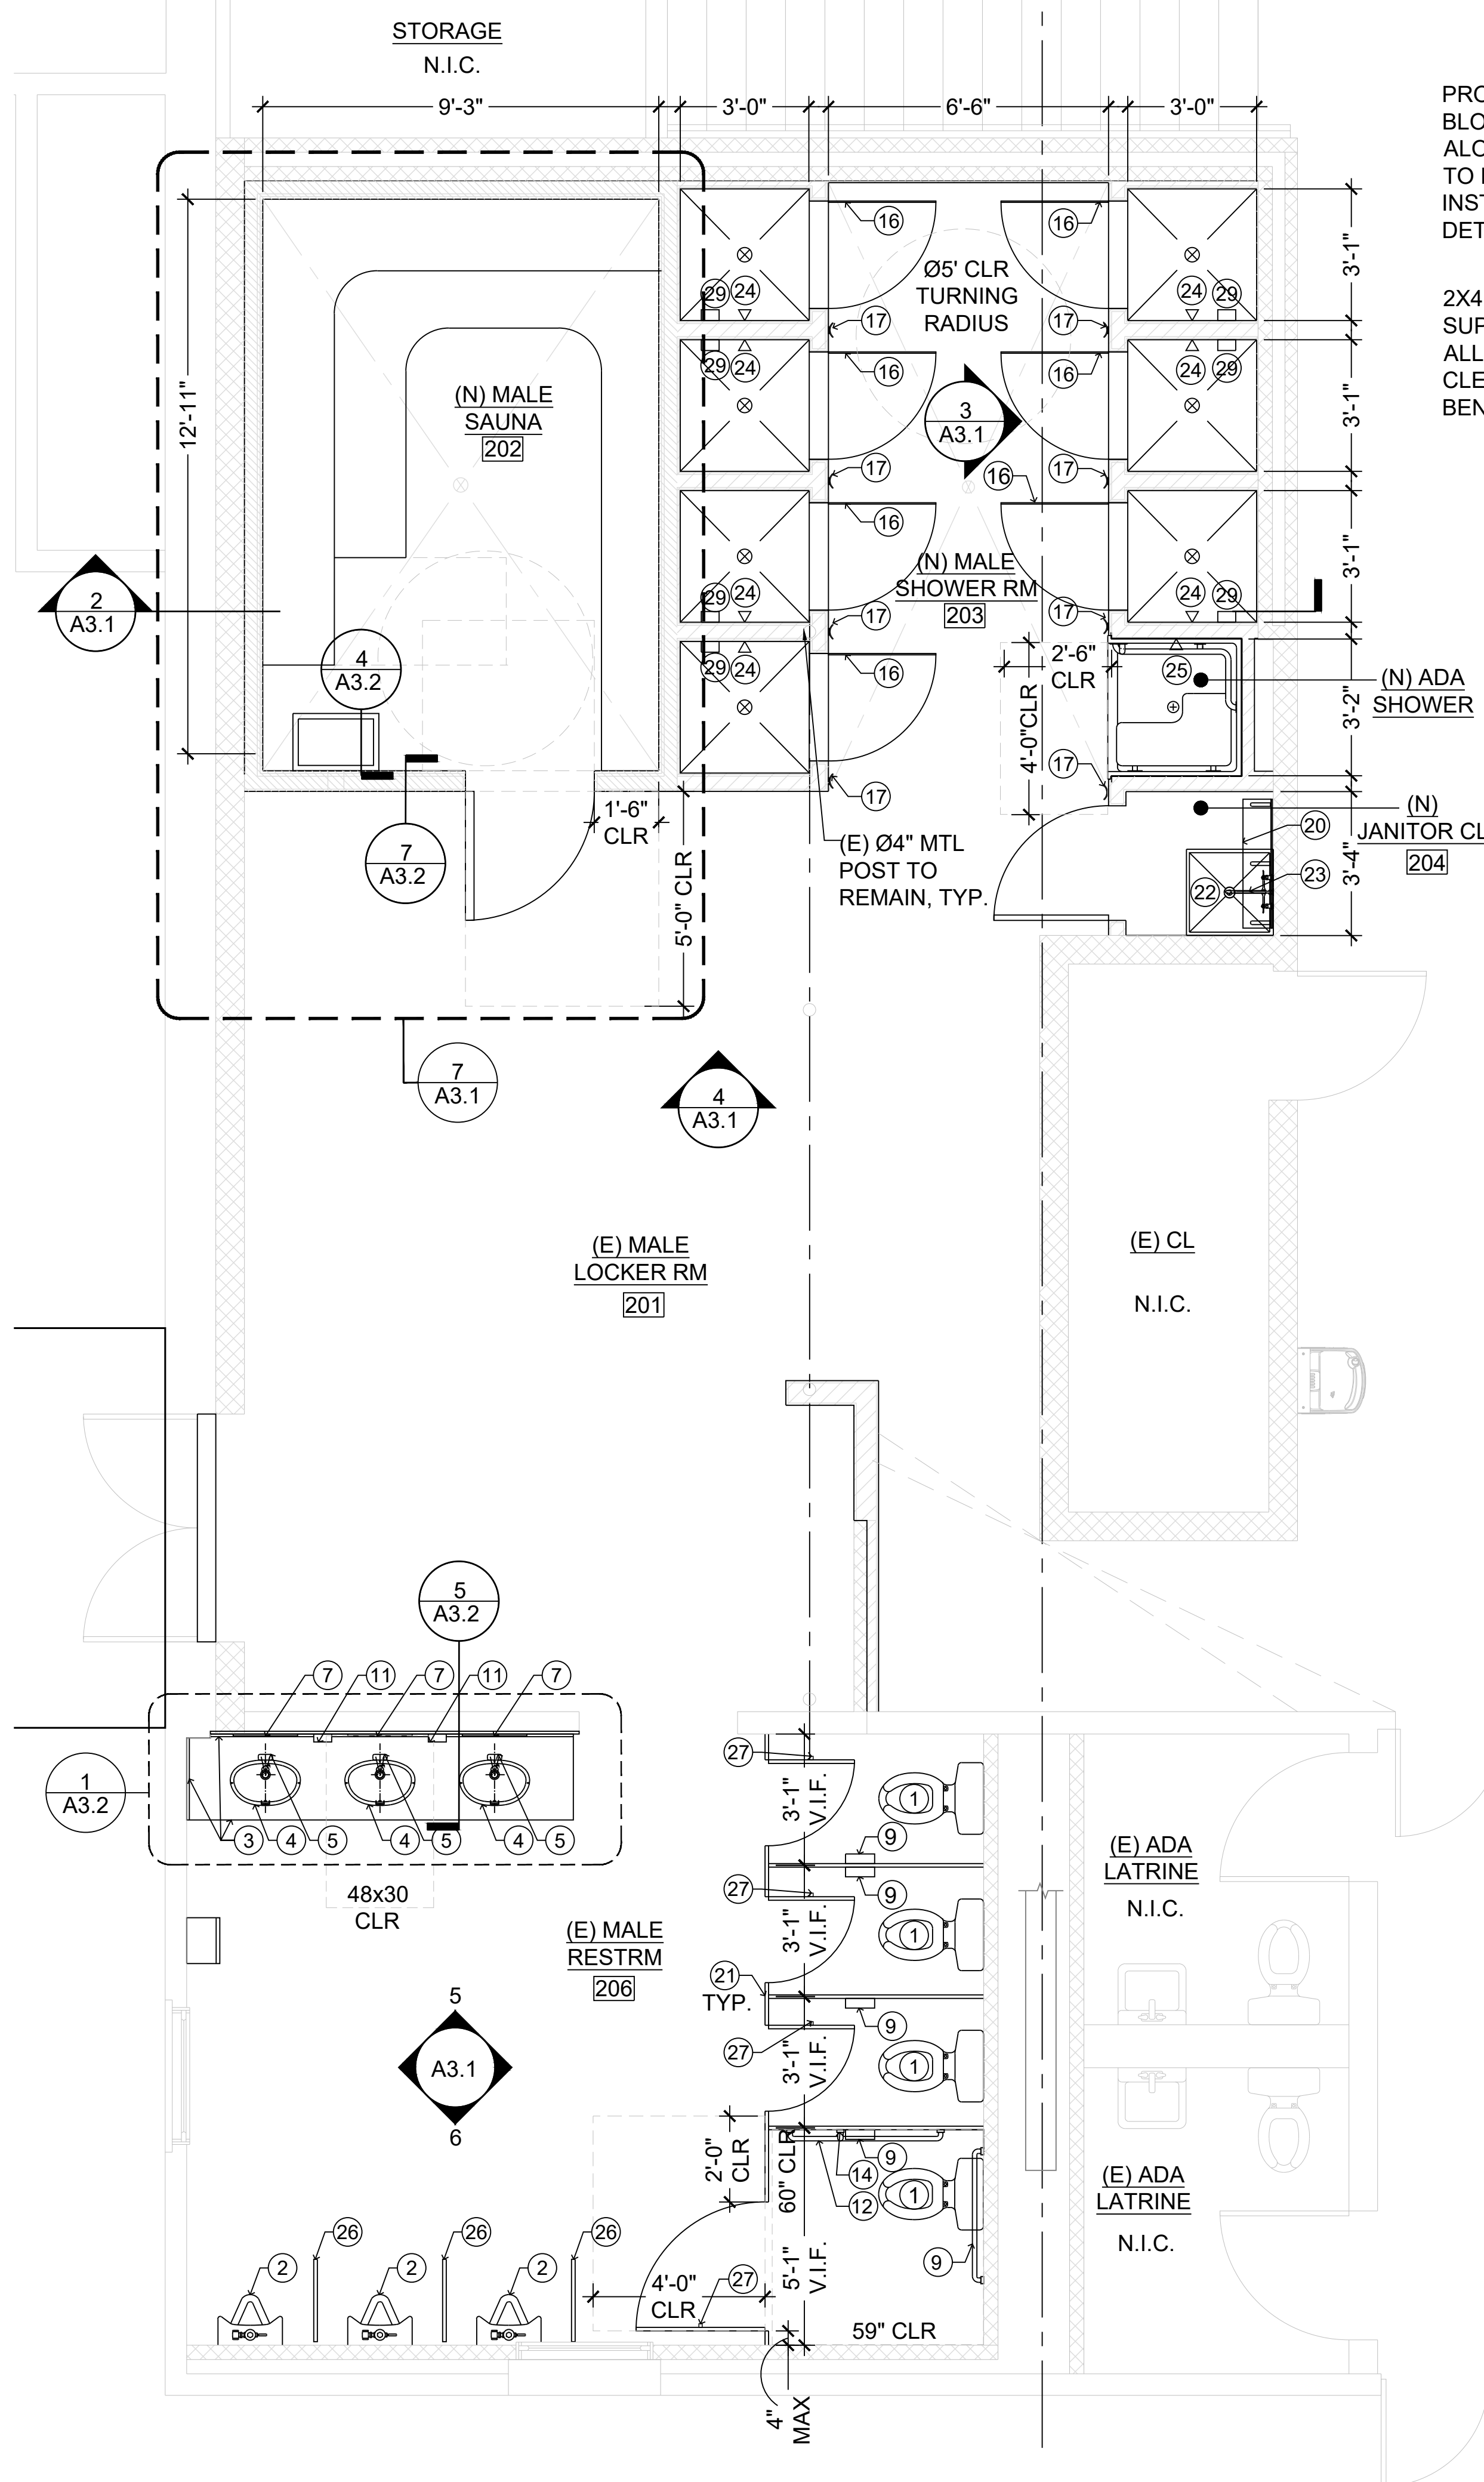 STORAGE
N.I.C.
9'-3"
3'-0"
6'-6"
3'-0"
2X4
ALL
12'-11"
(N) MALE
SAUNA
202
16
16
Ø5' CLR
TURNING
RADIUS
29
24
24
29
17
17
3'-1"
29
24
16
16
24
29
3
A3.1
3'-1"
17
17
16
16
(N) MALE
SHOWER RM
203
29
24
24
29
3'-1"
17
17
2
A3.1
4
A3.2
29
24
16
2'-6"
CLR
4'-0"CLR
25
(N) ADA
SHOWER
3'-2"
17
17
1'-6"
CLR
7
A3.2
5'-0" CLR
(E) Ø4" MTL
POST TO
REMAIN, TYP.
(N)
JANITOR CL
204
20
23
22
3'-4"
7
A3.1
4
A3.1
(E) MALE
LOCKER RM
201
(E) CL
N.I.C.
5
A3.2
7
11
7
11
7
1
A3.2
3
4
5
4
5
4
5
48x30
CLR
27
3'-1"
V.I.F.
1
9
9
27
3'-1"
V.I.F.
1
(E) MALE
RESTRM
206
21
TYP.
9
27
3'-1"
V.I.F.
1
(E) ADA
LATRINE
N.I.C.
5
A3.1
6
2'-0"
CLR
60" CLR
9
14
12
1
(E) ADA
LATRINE
N.I.C.
26
26
26
2
2
2
4'-0"
CLR
27
5'-1"
V.I.F.
9
59" CLR
4"
MAX